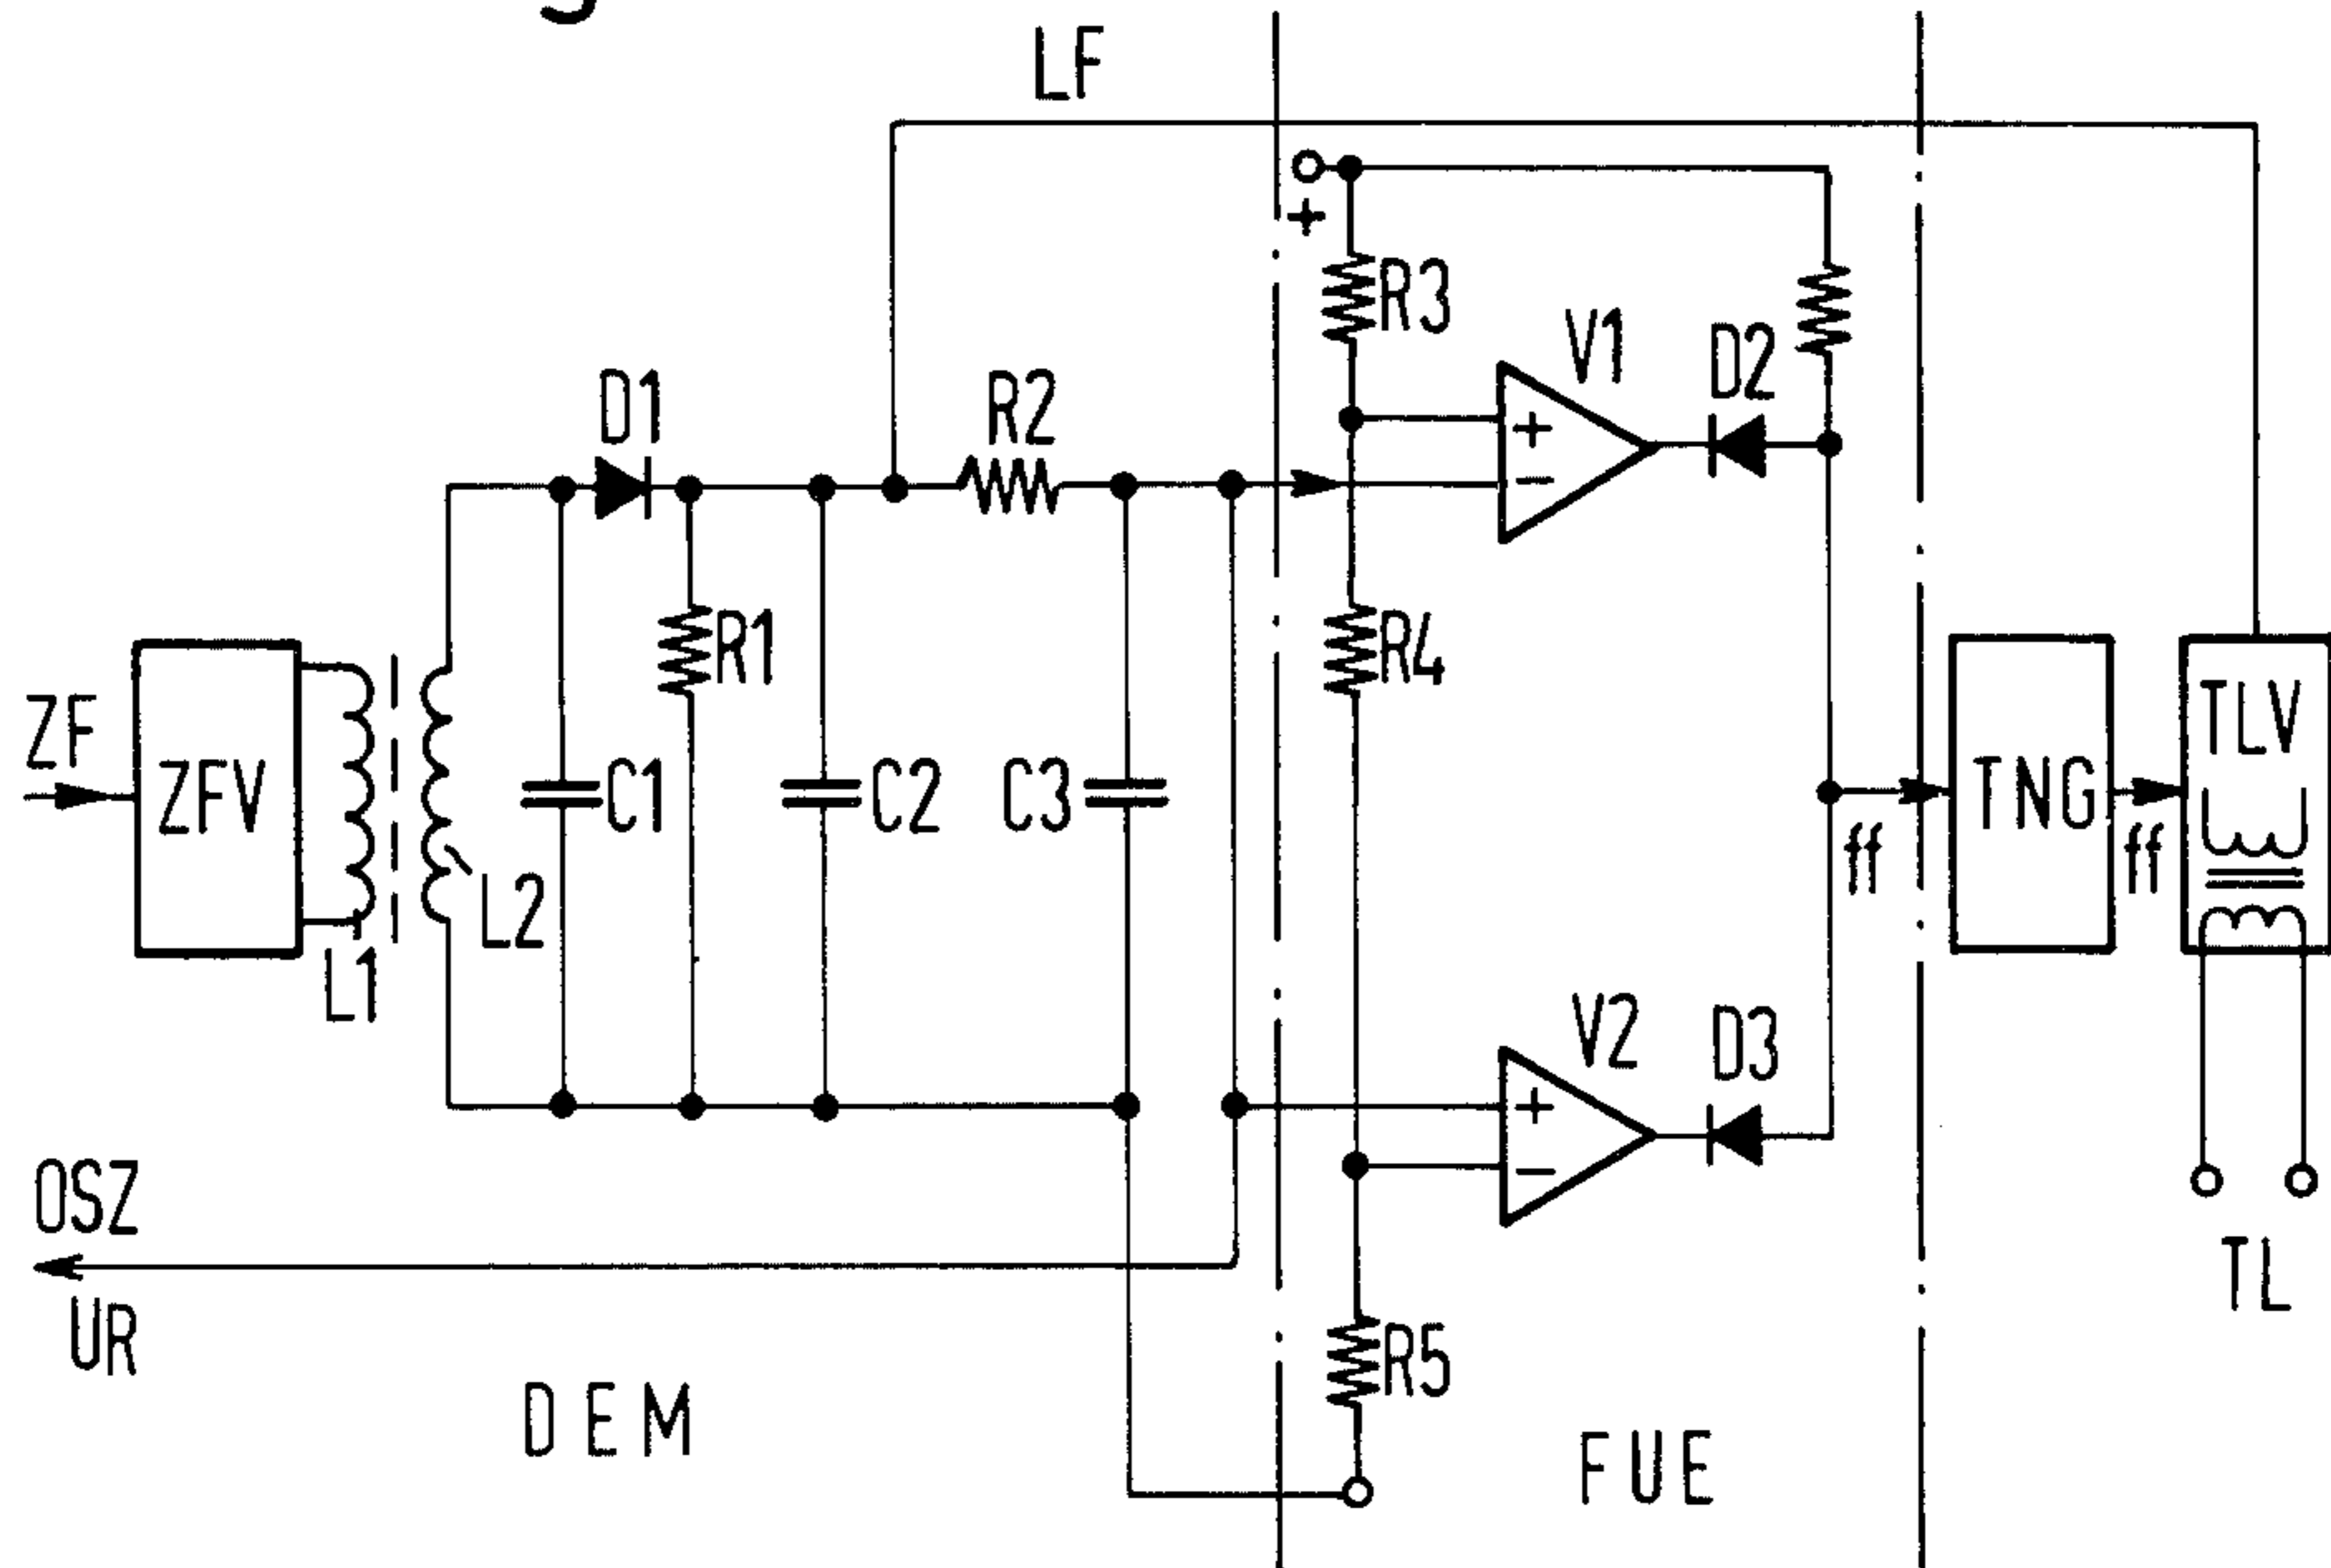 LF
+
R3
V1
D2
D1
R2
+
−
R1
R4
ZF
ZFV
C1
C2
C3
L2
L1
ff
TNG
ff
TLV
V2
D3
+
−
OSZ
UR
R5
TL
DEM
FUE